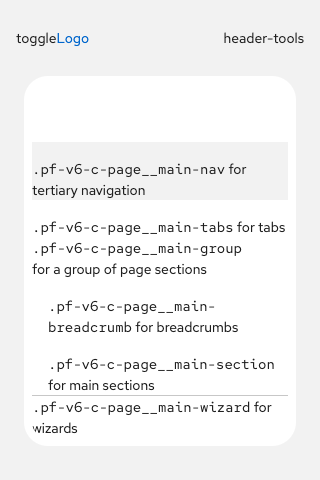 toggleLogo header-tools
.pf-v6-c-page__main-nav for
tertiary navigation
.pf-v6-c-page__main-tabs for tabs
.pf-v6-c-page__main-group
for a group of page sections
.pf-v6-c-page__main-
breadcrumb for breadcrumbs
.pf-v6-c-page__main-section
for main sections
.pf-v6-c-page__main-wizard for
wizards